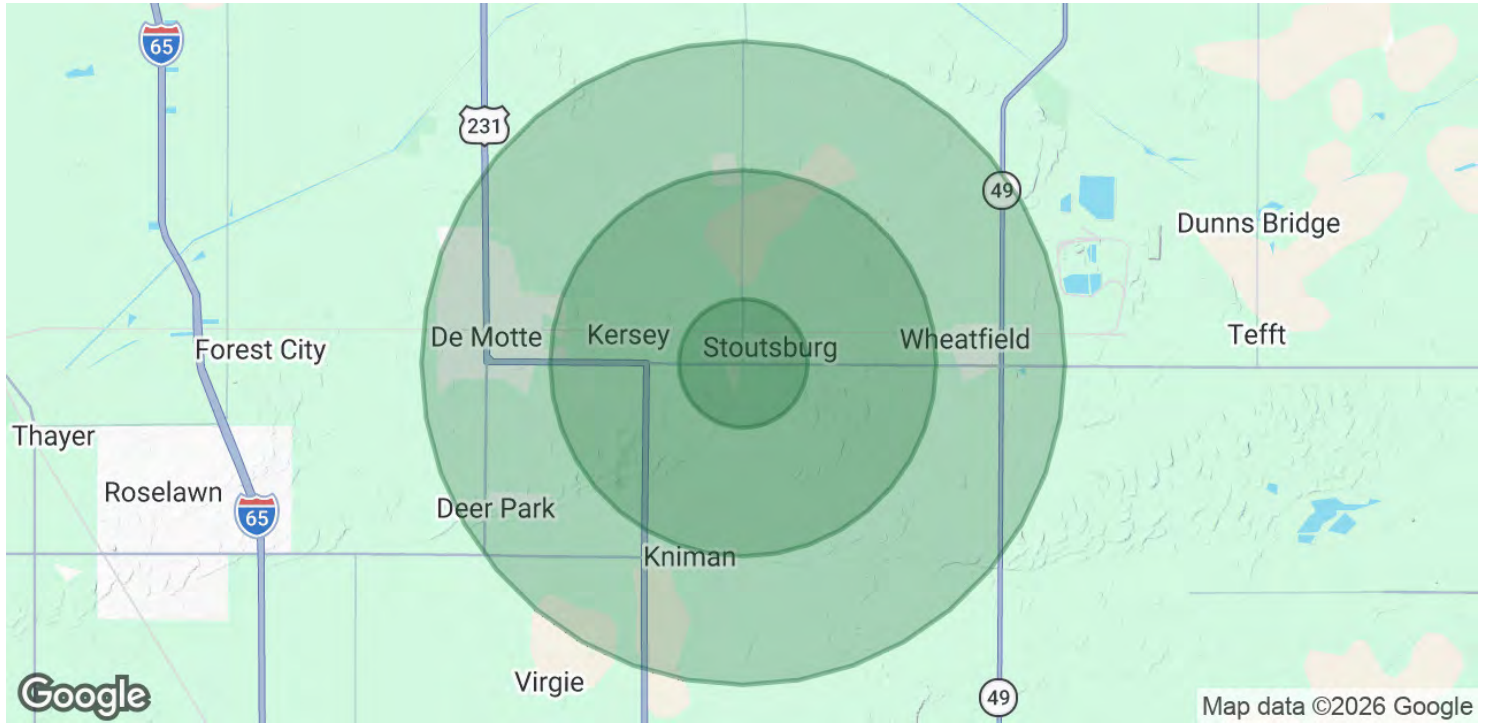 65
231
49
Dunns Bridge
De Motte
Kersey
Stoutsburg
Wheatfield
Tefft
Forest City
Thayer
Roselawn
65
Deer Park
Kniman
Virgie
49
Google
Map data ©2026 Google